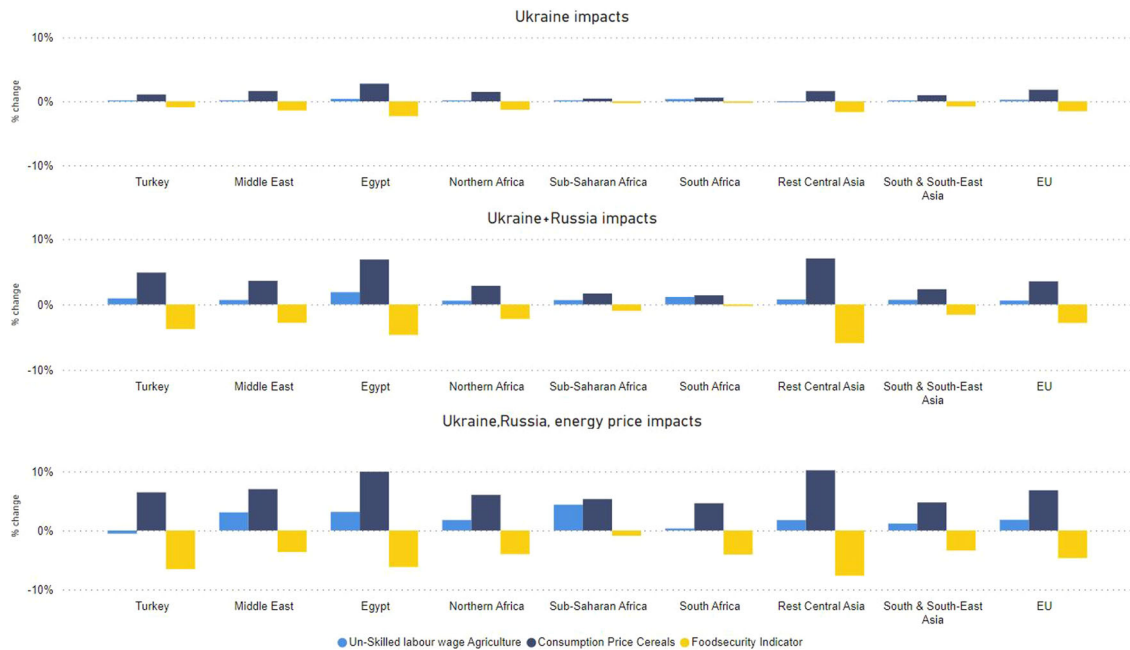 Ukraine impacts
10%
% change
0%
-10%
Turkey Middle East Egypt Northern Africa Sub-Saharan Africa South Africa Rest Central Asia South & South-East EU
Asia
Ukraine+Russia impacts
10%
% change
0%
-10%
Turkey Middle East Egypt Northern Africa Sub-Saharan Africa South Africa Rest Central Asia South & South-East EU
Asia
Ukraine,Russia, energy price impacts
10%
% change
0%
-10%
Turkey Middle East Egypt Northern Africa Sub-Saharan Africa South Africa Rest Central Asia South & South-East EU
Asia
Un-Skilled labour wage Agriculture Consumption Price Cereals Foodsecurity Indicator